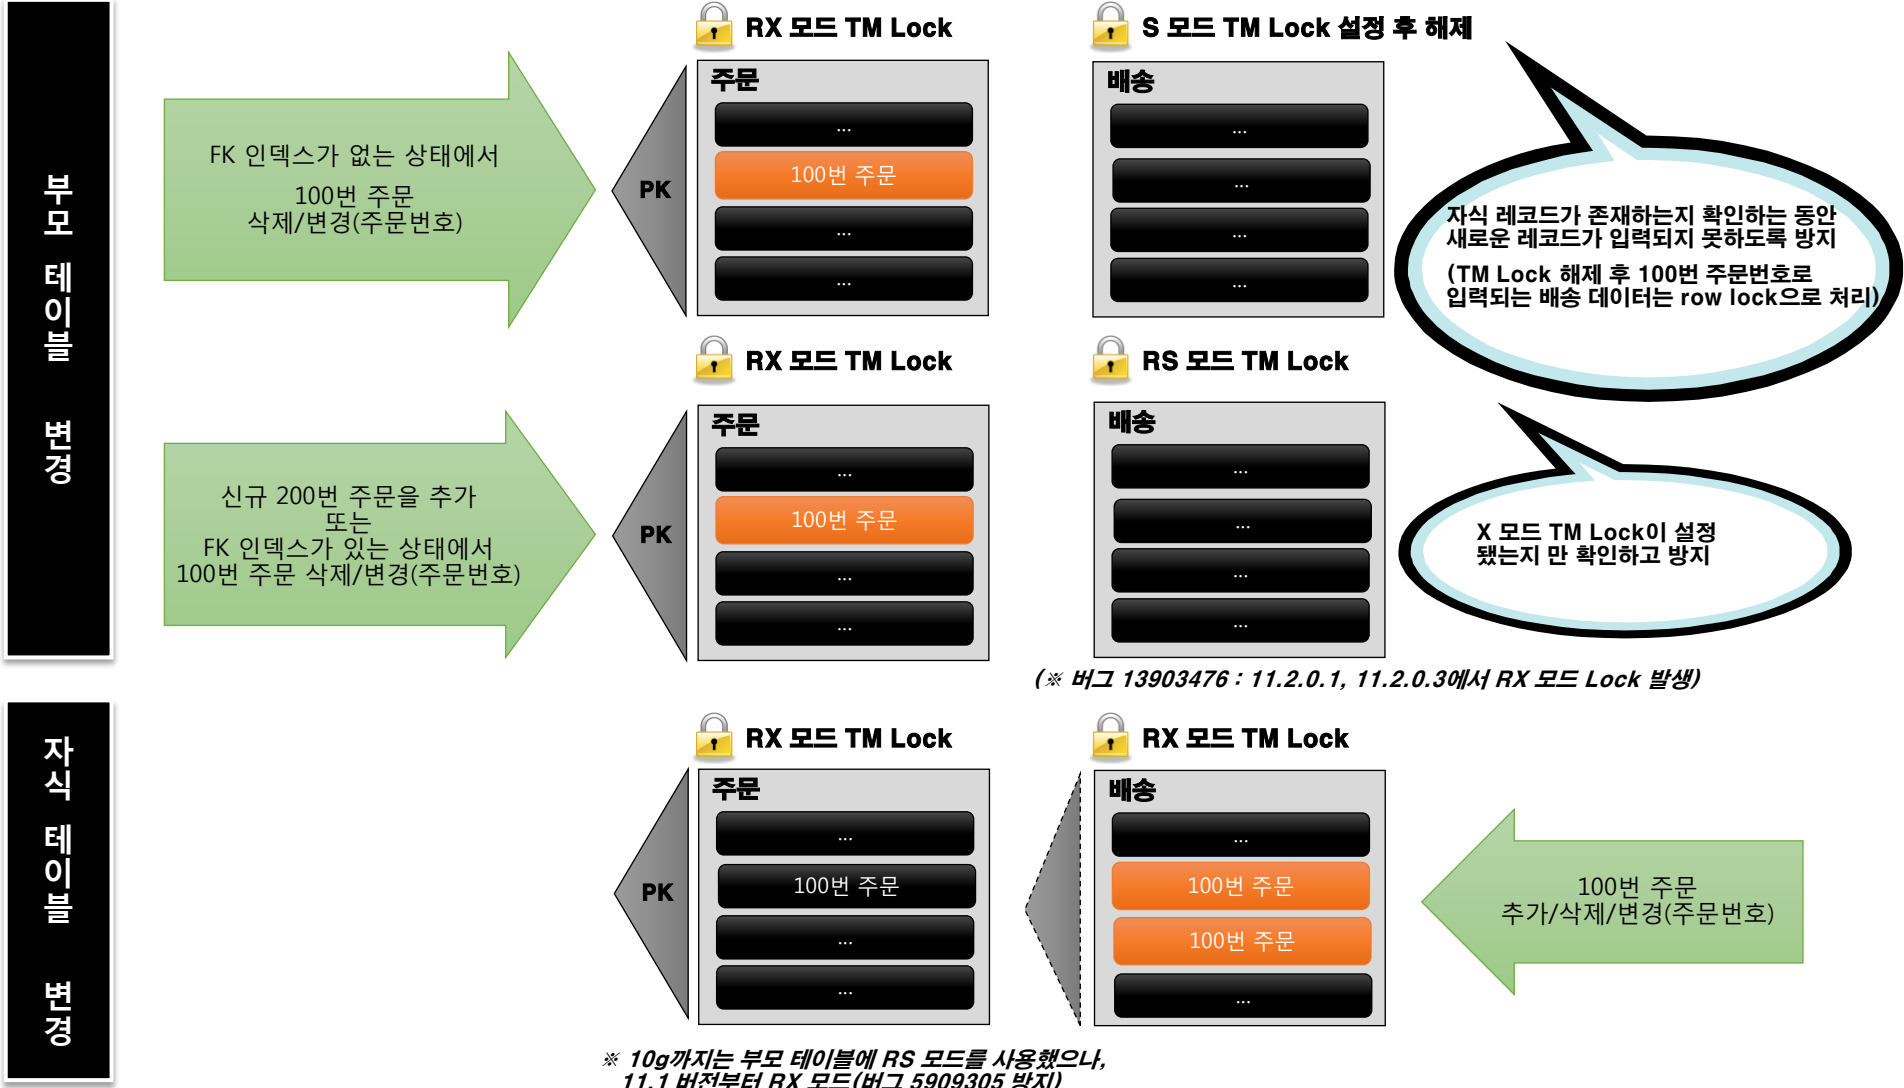 부모 테이블 변경
RX 모드 TM Lock
S 모드 TM Lock 설정 후 해제
FK 인덱스가 없는 상태에서
100번 주문
삭제/변경(주문번호)
PK
주문
...
100번 주문
...
...
배송
...
...
...
...
자식 레코드가 존재하는지 확인하는 동안
새로운 레코드가 입력되지 못하도록 방지
(TM Lock 해제 후 100번 주문번호로
입력되는 배송 데이터는 row lock으로 처리)
RX 모드 TM Lock
RS 모드 TM Lock
신규 200번 주문을 추가
또는
FK 인덱스가 있는 상태에서
100번 주문 삭제/변경(주문번호)
PK
주문
...
100번 주문
...
...
배송
...
...
...
...
X 모드 TM Lock이 설정
됐는지 만 확인하고 방지
(※ 버그 13903476 : 11.2.0.1, 11.2.0.3에서 RX 모드 Lock 발생)
자식 테이블 변경
RX 모드 TM Lock
RX 모드 TM Lock
PK
주문
...
100번 주문
...
...
배송
...
100번 주문
100번 주문
...
100번 주문
추가/삭제/변경(주문번호)
※ 10g까지는 부모 테이블에 RS 모드를 사용했으나,
11.1 버전부터 RX 모드(버그 5909305 방지)